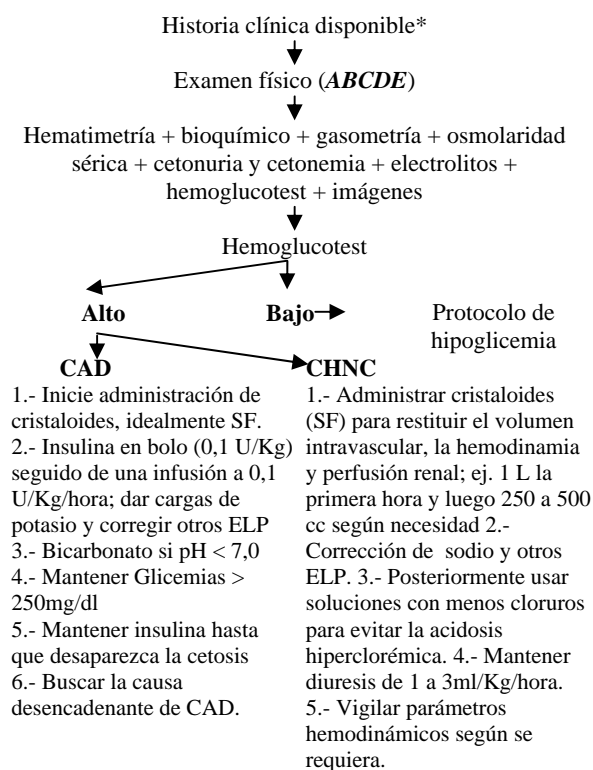 Historia clínica disponible*
Examen físico (ABCDE)
Hematimetría + bioquímico + gasometría + osmolaridad
sérica + cetonuria y cetonemia + electrolitos +
hemoglucotest + imágenes
Hemoglucotest
Alto
Bajo
Protocolo de
hipoglicemia
CAD
1.- Inicie administración de
cristaloides, idealmente SF.
2.- Insulina en bolo (0,1 U/Kg)
seguido de una infusión a 0,1
U/Kg/hora; dar cargas de
potasio y corregir otros ELP
3.- Bicarbonato si pH < 7,0
4.- Mantener Glicemias >
250mg/dl
5.- Mantener insulina hasta
que desaparezca la cetosis
6.- Buscar la causa
desencadenante de CAD.
CHNC
1.- Administrar cristaloides
(SF) para restituir el volumen
intravascular, la hemodinamia
y perfusión renal; ej. 1 L la
primera hora y luego 250 a 500
cc según necesidad 2.-
Corrección de sodio y otros
ELP. 3.- Posteriormente usar
soluciones con menos cloruros
para evitar la acidosis
hiperclorémica. 4.- Mantener
diuresis de 1 a 3ml/Kg/hora.
5.- Vigilar parámetros
hemodinámicos según se
requiera.